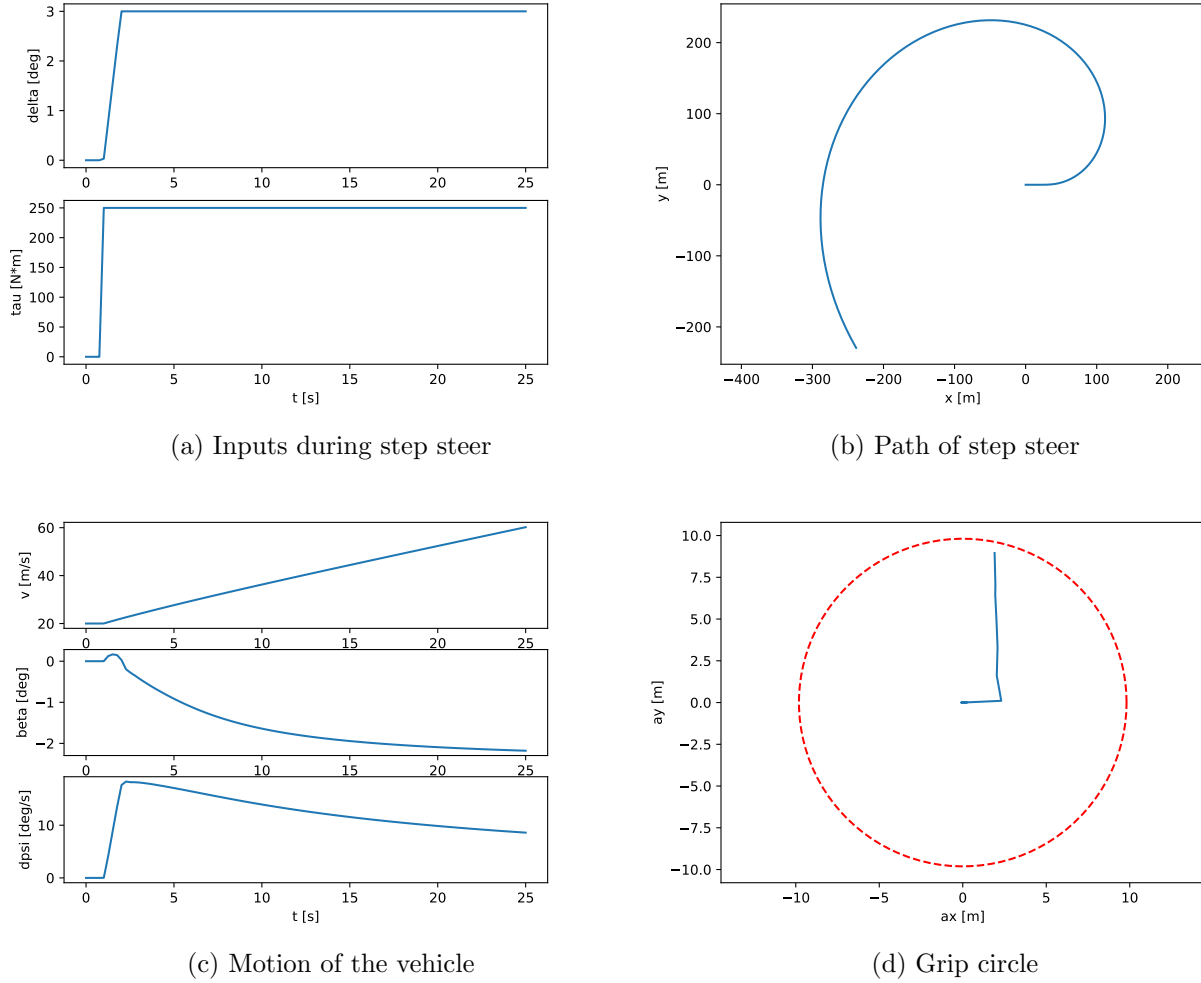 3
2
1
0
delta [deg]
0 5 10 15 20 25
250
200
150
100
50
0
tau [N*m]
0 5 10 15 20 25
t [s]
(a) Inputs during step steer
200
100
0
−100
−200
y [m]
−400 −300 −200 −100 0 100 200
x [m]
(b) Path of step steer
60
40
20
v [m/s]
0 5 10 15 20 25
0
−1
−2
beta [deg]
0 5 10 15 20 25
10
0
dpsi [deg/s]
0 5 10 15 20 25
t [s]
(c) Motion of the vehicle
10.0
7.5
5.0
2.5
0.0
−2.5
−5.0
−7.5
−10.0
ay [m]
−10 −5 0 5 10
ax [m]
(d) Grip circle